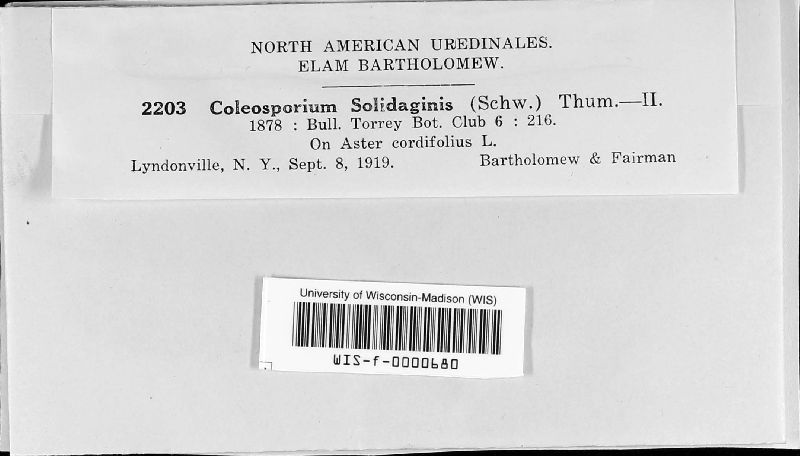 NORTH AMERICAN UREDINALES.
ELAM BARTHOLOMEW.
2203 Coleosporium Solidaginis (Schw.) Thum.—II.
1878 : Bull. Torrey Bot. Club 6 : 216.
On Aster cordifolius L.
Lyndonville, N. Y., Sept. 8, 1919. Bartholomew & Fairman
University of Wisconsin-Madison (WIS)
WIS-f-0000680